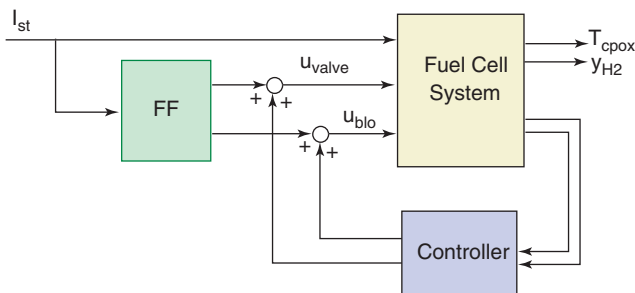 I_st
T_cpox
y_H2
Fuel Cell
System
u_valve
FF
+ +
u_blo
+ +
Controller